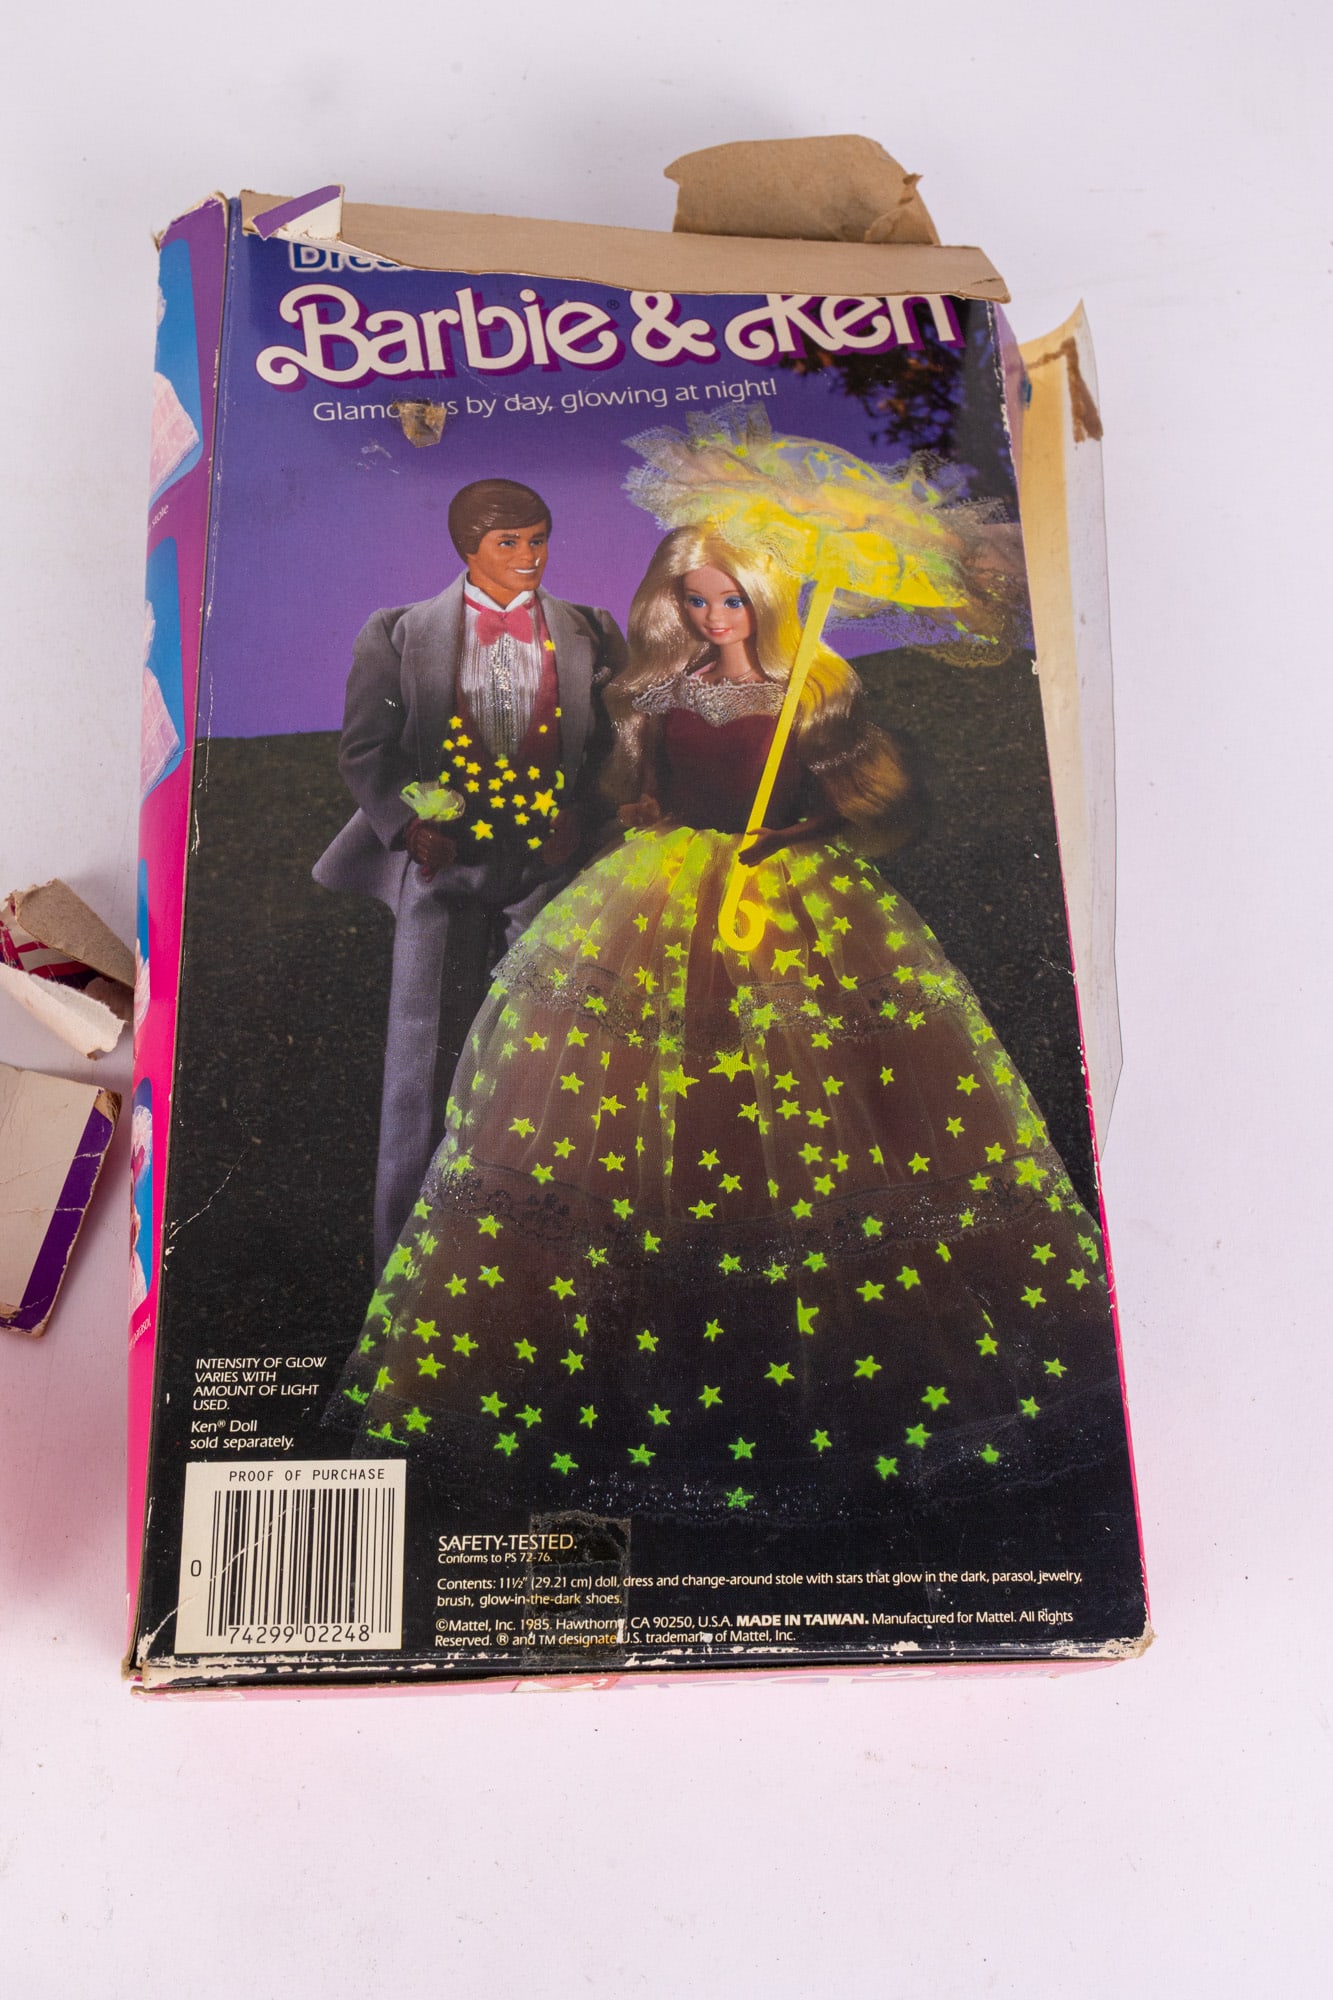 Barbie® & Ken
Glamorous by day, glowing at night!
stole
parasol
INTENSITY OF GLOW
VARIES WITH
AMOUNT OF LIGHT
USED.
Ken® Doll
sold separately.
PROOF OF PURCHASE
0 74299 02248
SAFETY-TESTED.
Conforms to PS 72-76.
Contents: 11½" (29.21 cm) doll, dress and change-around stole with stars that glow in the dark, parasol, jewelry,
brush, glow-in-the-dark shoes.
©Mattel, Inc. 1985. Hawthorne, CA 90250, U.S.A. MADE IN TAIWAN. Manufactured for Mattel. All Rights
Reserved. ® and TM designate U.S. trademarks of Mattel, Inc.